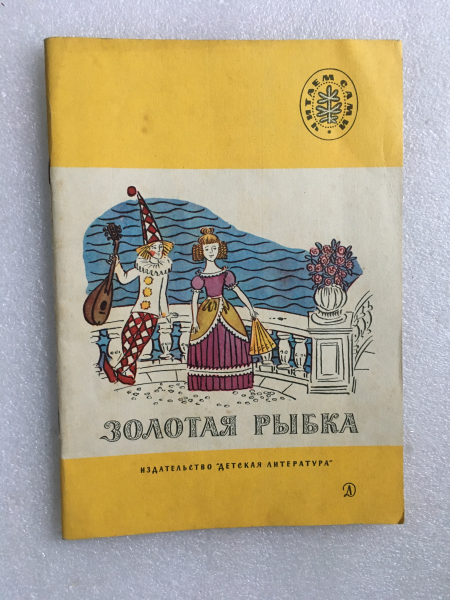 ЧИТАЕМ САМИ
ЗОЛОТАЯ РЫБКА
ИЗДАТЕЛЬСТВО "ДЕТСКАЯ ЛИТЕРАТУРА"
Д